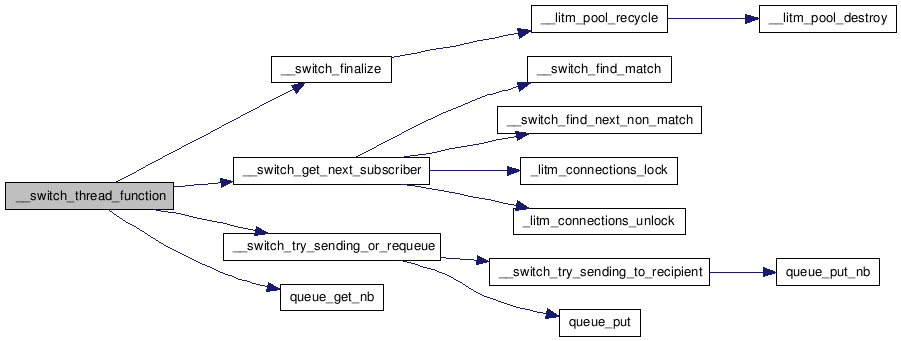 __litm_pool_recycle
__litm_pool_destroy
__switch_finalize
__switch_find_match
__switch_find_next_non_match
__switch_get_next_subscriber
_litm_connections_lock
__switch_thread_function
_litm_connections_unlock
__switch_try_sending_or_requeue
__switch_try_sending_to_recipient
queue_put_nb
queue_get_nb
queue_put